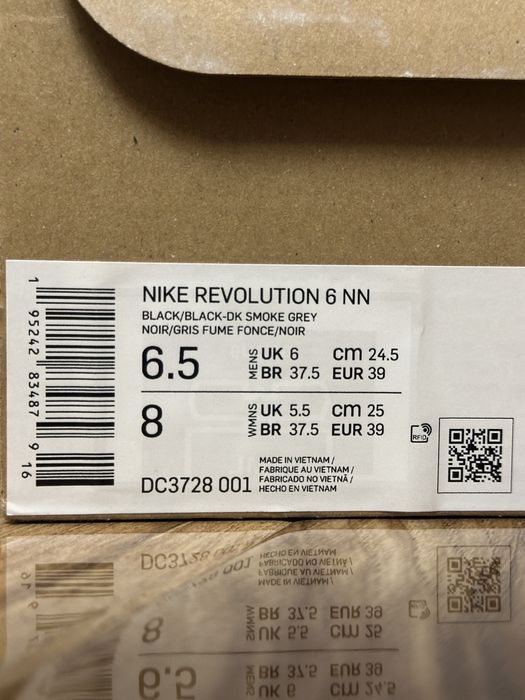 NIKE REVOLUTION 6 NN
BLACK/BLACK-DK SMOKE GREY
NOIR/GRIS FUME FONCE/NOIR
6.5 MENS UK 6 cm 24.5
BR 37.5 EUR 39
8 WMNS UK 5.5 cm 25
BR 37.5 EUR 39
RFID
MADE IN VIETNAM /
FABRIQUE AU VIETNAM /
FABRICADO NO VIETNÃ /
HECHO EN VIETNAM
DC3728 001
1 95242 83487 916